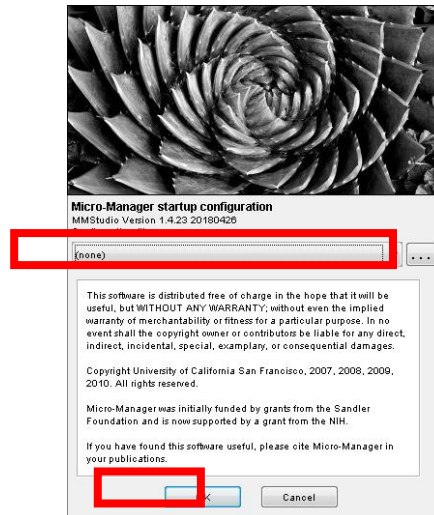 Micro-Manager startup configuration
MMStudio Version 1.4.23 20180426
(none)
...
This software is distributed free of charge in the hope that it will be
useful, but WITHOUT ANY WARRANTY; without even the implied
warranty of merchantability or fitness for a particular purpose. In no
event shall the copyright owner or contributors be liable for any direct,
indirect, incidental, special, examplary, or consequential damages.
Copyright University of California San Francisco, 2007, 2008, 2009,
2010. All rights reserved.
Micro-Manager was initially funded by grants from the Sandler
Foundation and is now supported by a grant from the NIH.
If you have found this software useful, please cite Micro-Manager in
your publications.
Cancel